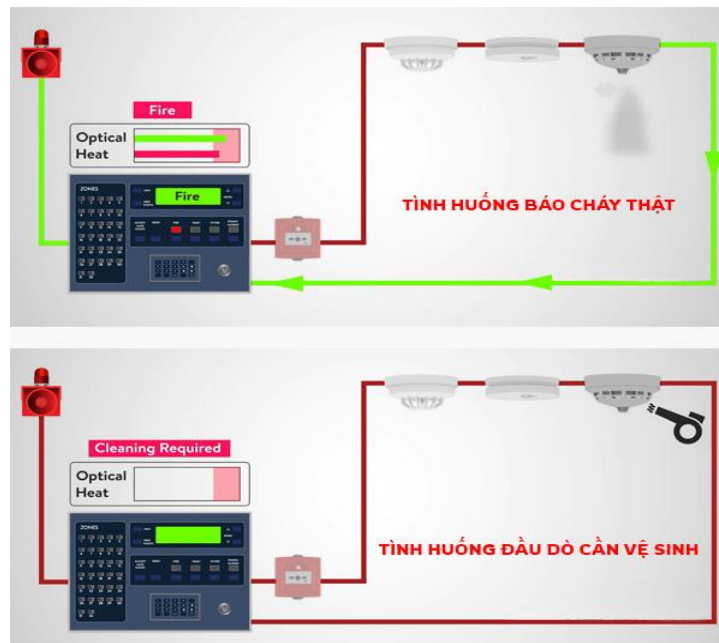 Fire
Optical
Heat
ZONES
Fire
TÌNH HUỐNG BÁO CHÁY THẬT
Cleaning Required
Optical
Heat
ZONES
TÌNH HUỐNG ĐẦU DÒ CẦN VỆ SINH